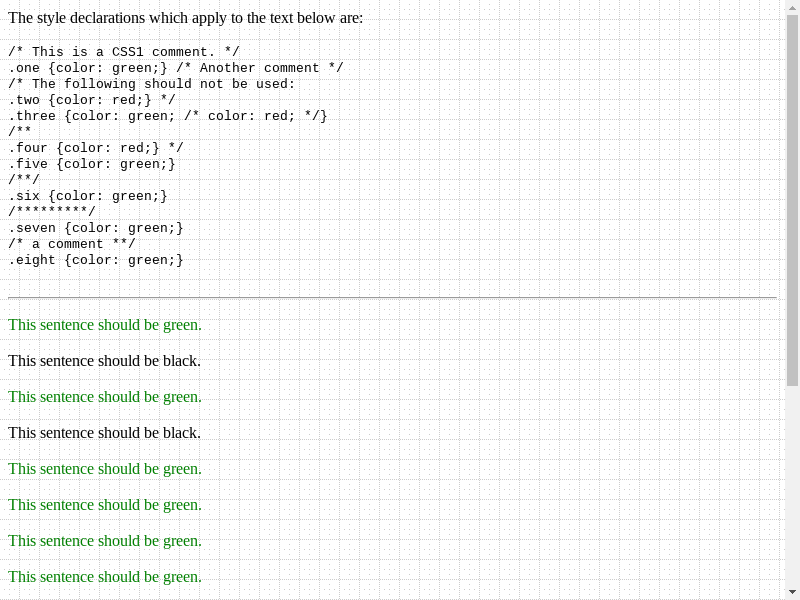 The style declarations which apply to the text below are:
/* This is a CSS1 comment. */
.one {color: green;} /* Another comment */
/* The following should not be used:
.two {color: red;} */
.three {color: green; /* color: red; */}
/**
.four {color: red;} */
.five {color: green;}
/**/
.six {color: green;}
/*********/
.seven {color: green;}
/* a comment **/
.eight {color: green;}
This sentence should be green.
This sentence should be black.
This sentence should be green.
This sentence should be black.
This sentence should be green.
This sentence should be green.
This sentence should be green.
This sentence should be green.